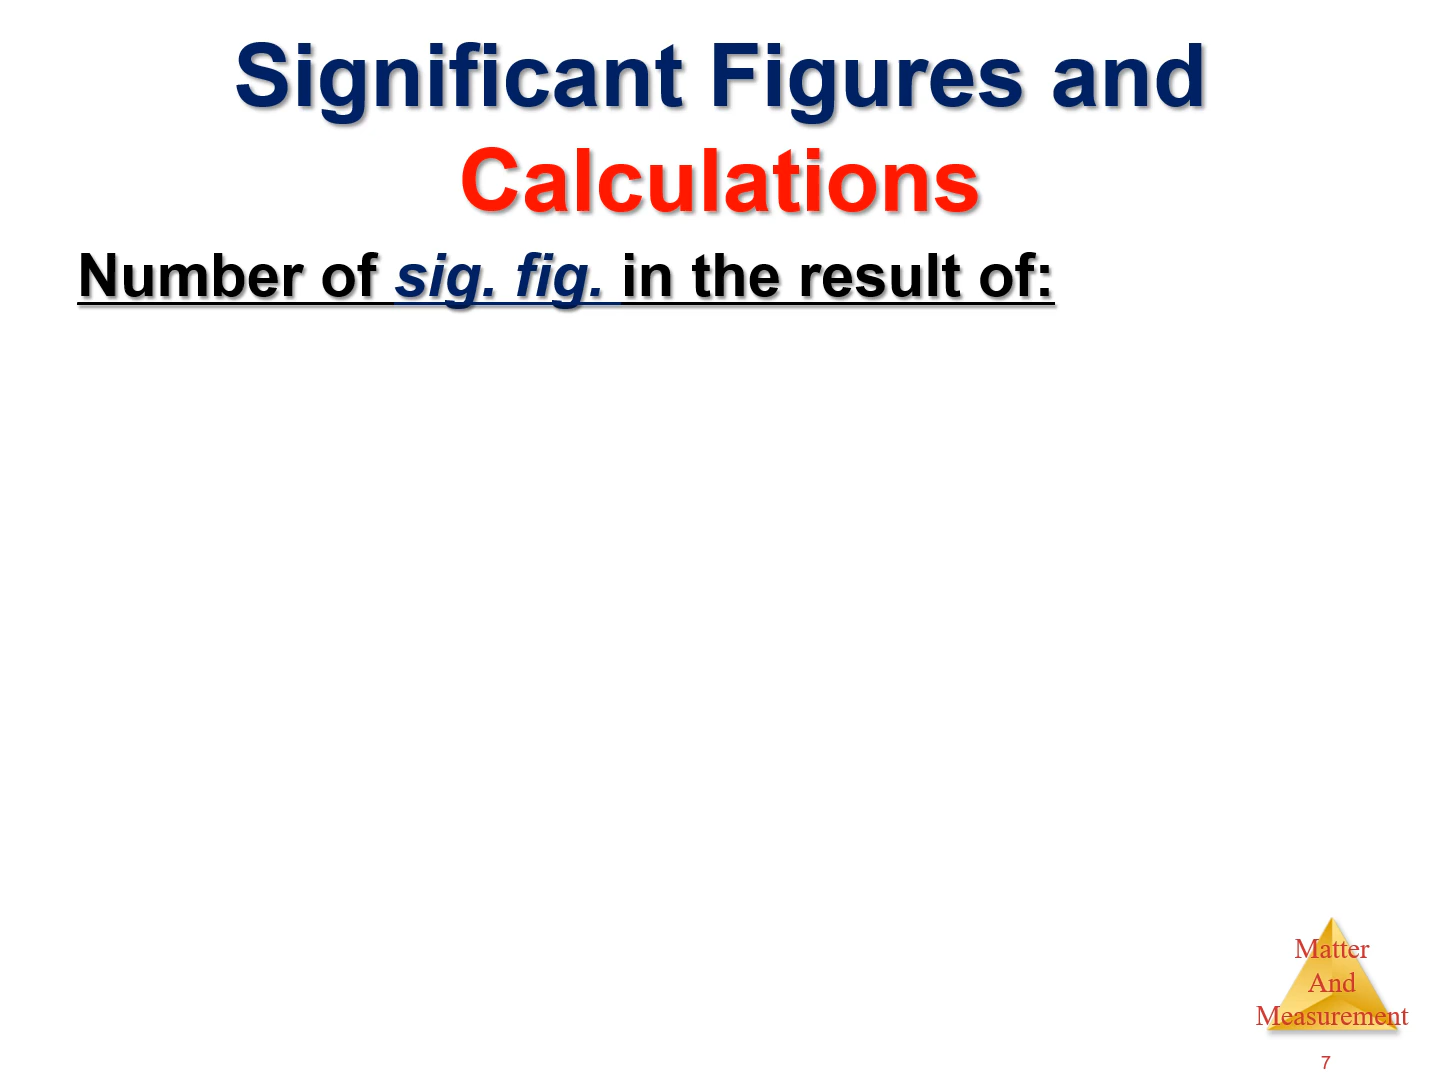 Significant Figures and
Calculations
Number of sig. fig. in the result of:
Matter
And
Measurement
7